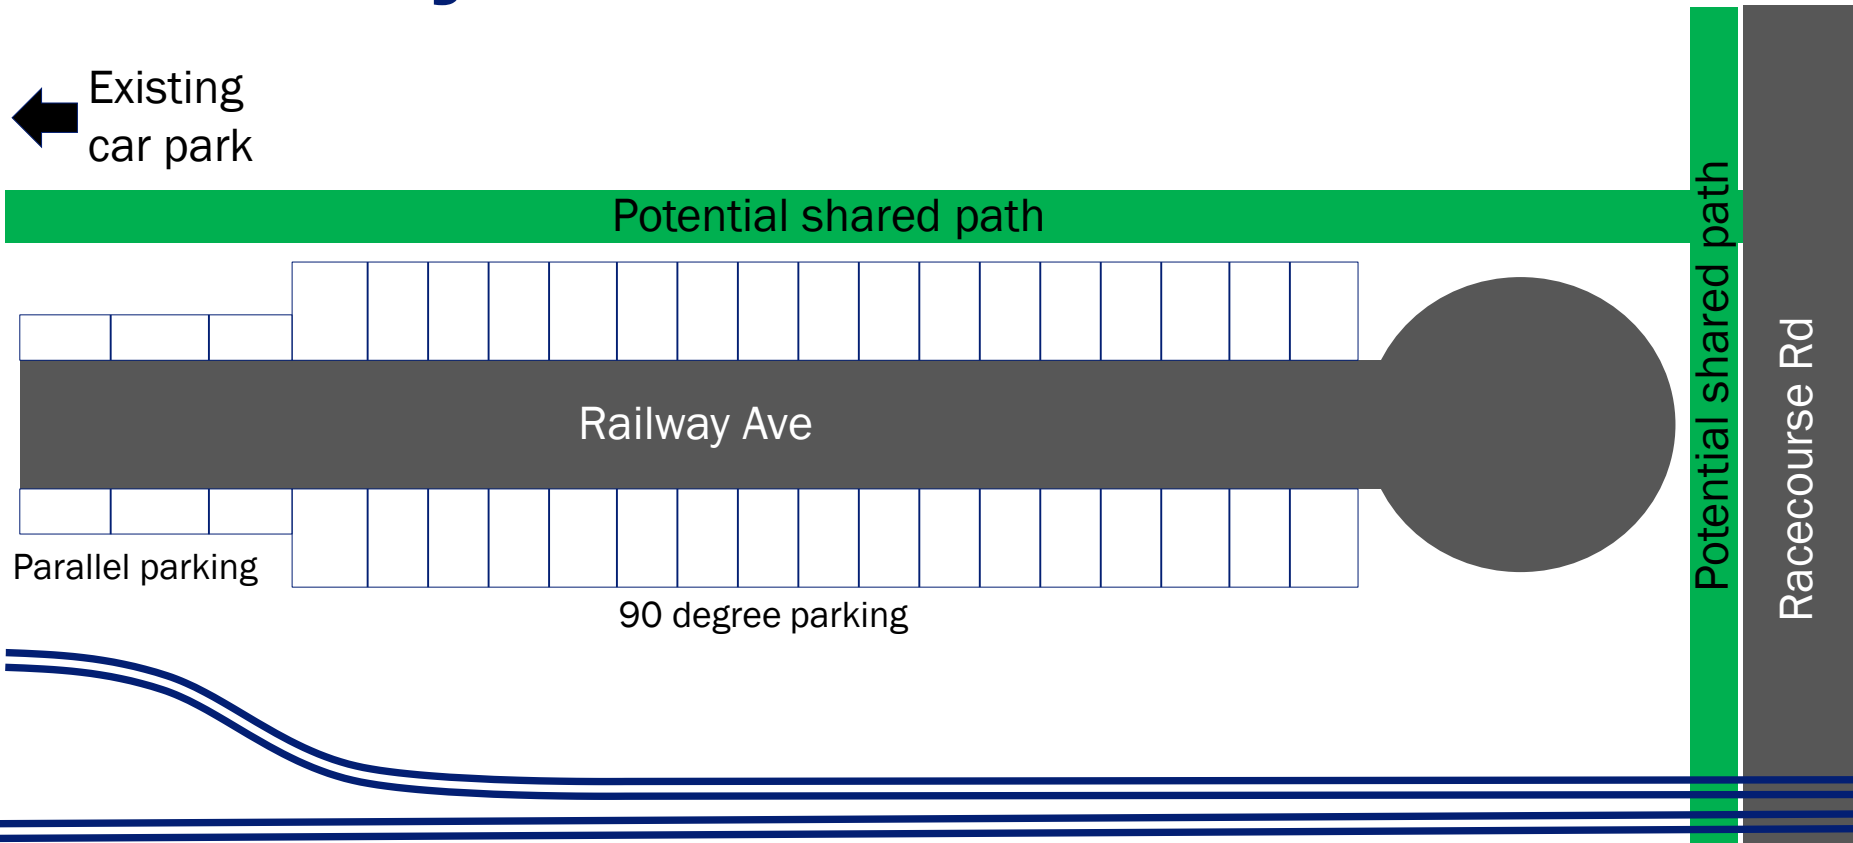 Existing
car park
Potential shared path
Potential shared path
Racecourse Rd
Railway Ave
Parallel parking
90 degree parking